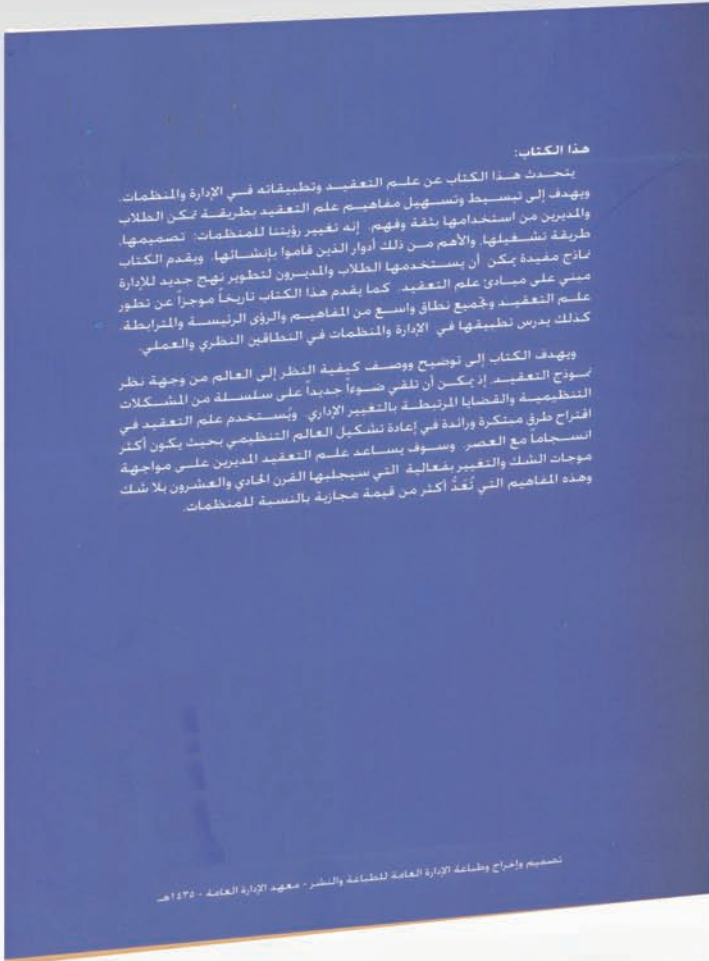 هذا الكتاب:
يتحدث هذا الكتاب عن علم التعقيد وتطبيقاته في الإدارة والمنظمات.
ويهدف إلى تبسيط وتسهيل مفاهيم علم التعقيد بطريقة تمكن الطلاب
والمديرين من استخدامها بثقة وفهم. إنه تغيير رؤيتنا للمنظمات: تصميمها،
طريقة تشغيلها، والأهم من ذلك أدوار الذين قاموا بإنشائها. ويقدم الكتاب
نماذج مفيدة يمكن أن يستخدمها الطلاب والمديرون لتطوير نهج جديد للإدارة
مبني على مبادئ علم التعقيد. كما يقدم هذا الكتاب تاريخاً موجزاً عن تطور
علم التعقيد وتجميع نطاق واسع من المفاهيم والرؤى الرئيسة والمترابطة،
كذلك يدرس تطبيقها في الإدارة والمنظمات في النطاقين النظري والعملي.
ويهدف الكتاب إلى توضيح ووصف كيفية النظر إلى العالم من وجهة نظر
نموذج التعقيد. إذ يمكن أن تلقي ضوءاً جديداً على سلسلة من المشكلات
التنظيمية والقضايا المرتبطة بالتغيير الإداري. ويُستخدم علم التعقيد في
اقتراح طرق مبتكرة ورائدة في إعادة تشكيل العالم التنظيمي بحيث يكون أكثر
انسجاماً مع العصر. وسوف يساعد علم التعقيد المديرين على مواجهة
موجات الشك والتغيير بفعالية التي سيجلبها القرن الحادي والعشرون بلا شك
وهذه المفاهيم التي تُعَدُّ أكثر من قيمة مجازية بالنسبة للمنظمات.
تصميم وإخراج وطباعة الإدارة العامة للطباعة والنشر - معهد الإدارة العامة - ١٤٣٥هـ